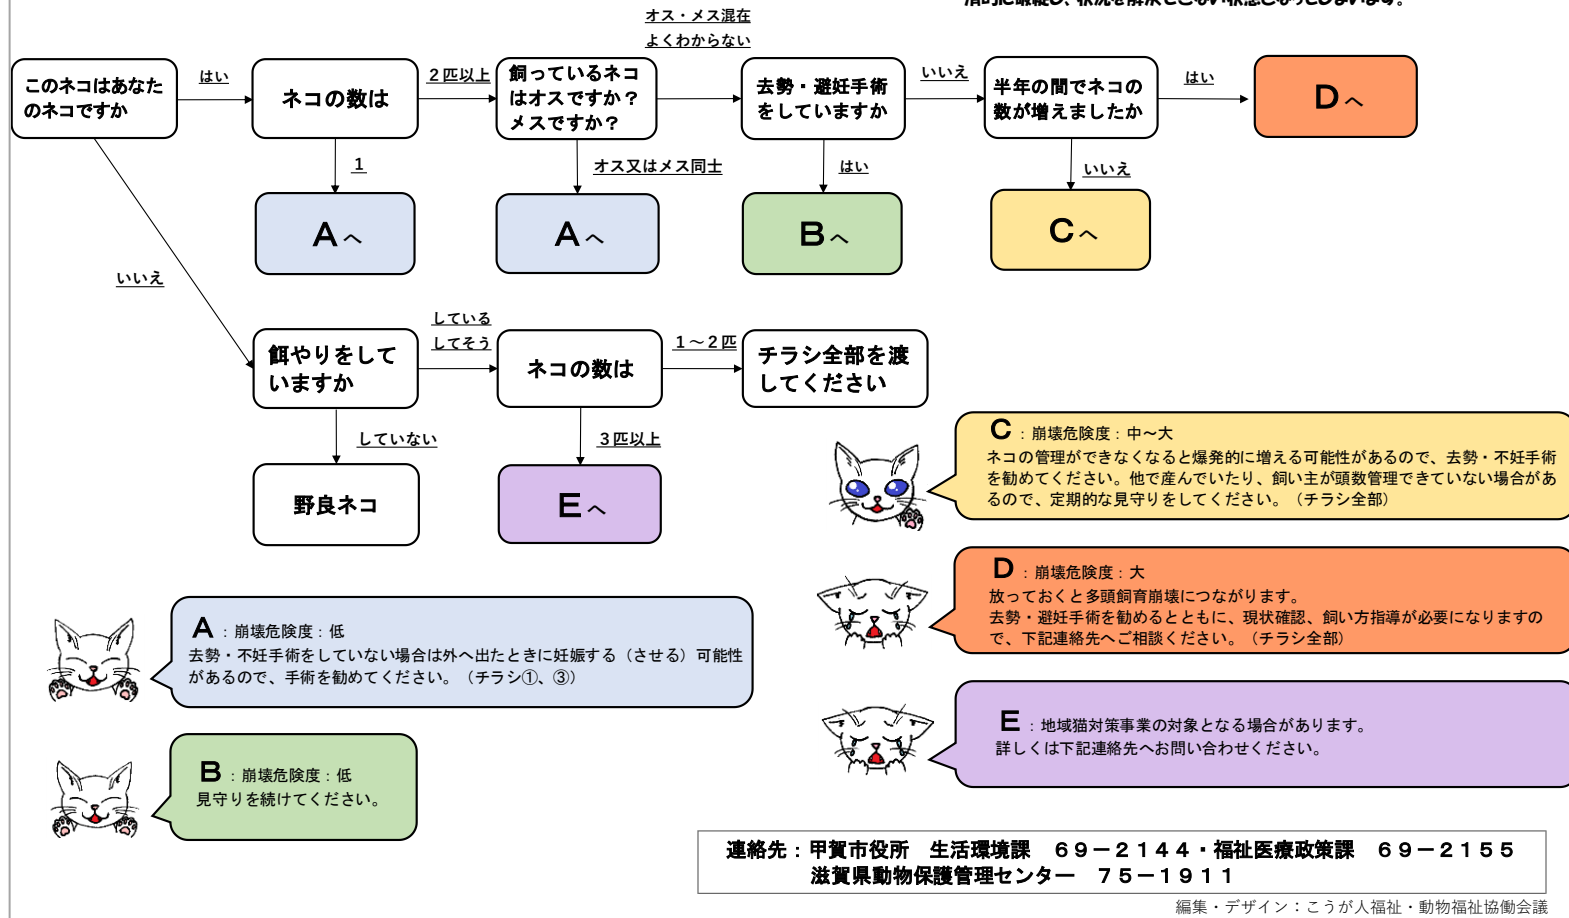 オス・メス混在
よくわからない
このネコはあなた
のネコですか
はい
ネコの数は
２匹以上
飼っているネコ
はオスですか？
メスですか？
去勢・避妊手術
をしていますか
いいえ
半年の間でネコの
数が増えましたか
はい
Dへ
1
オス又はメス同士
はい
いいえ
Aへ
Aへ
Bへ
Cへ
いいえ
餌やりをして
いますか
している
してそう
ネコの数は
１～２匹
チラシ全部を渡
してください
していない
３匹以上
野良ネコ
Eへ
C：崩壊危険度：中～大
ネコの管理ができなくなると爆発的に増える可能性があるので、去勢・不妊手術
を勧めてください。他で産んでいたり、飼い主が頭数管理できていない場合があ
るので、定期的な見守りをしてください。（チラシ全部）
D：崩壊危険度：大
放っておくと多頭飼育崩壊につながります。
去勢・避妊手術を勧めるとともに、現状確認、飼い方指導が必要になりますの
で、下記連絡先へご相談ください。（チラシ全部）
A：崩壊危険度：低
去勢・不妊手術をしていない場合は外へ出たときに妊娠する（させる）可能性
があるので、手術を勧めてください。（チラシ①、③）
E：地域猫対策事業の対象となる場合があります。
詳しくは下記連絡先へお問い合わせください。
B：崩壊危険度：低
見守りを続けてください。
連絡先：甲賀市役所　生活環境課　６９－２１４４・福祉医療政策課　６９－２１５５
滋賀県動物保護管理センター　７５－１９１１
編集・デザイン：こうが人福祉・動物福祉協働会議